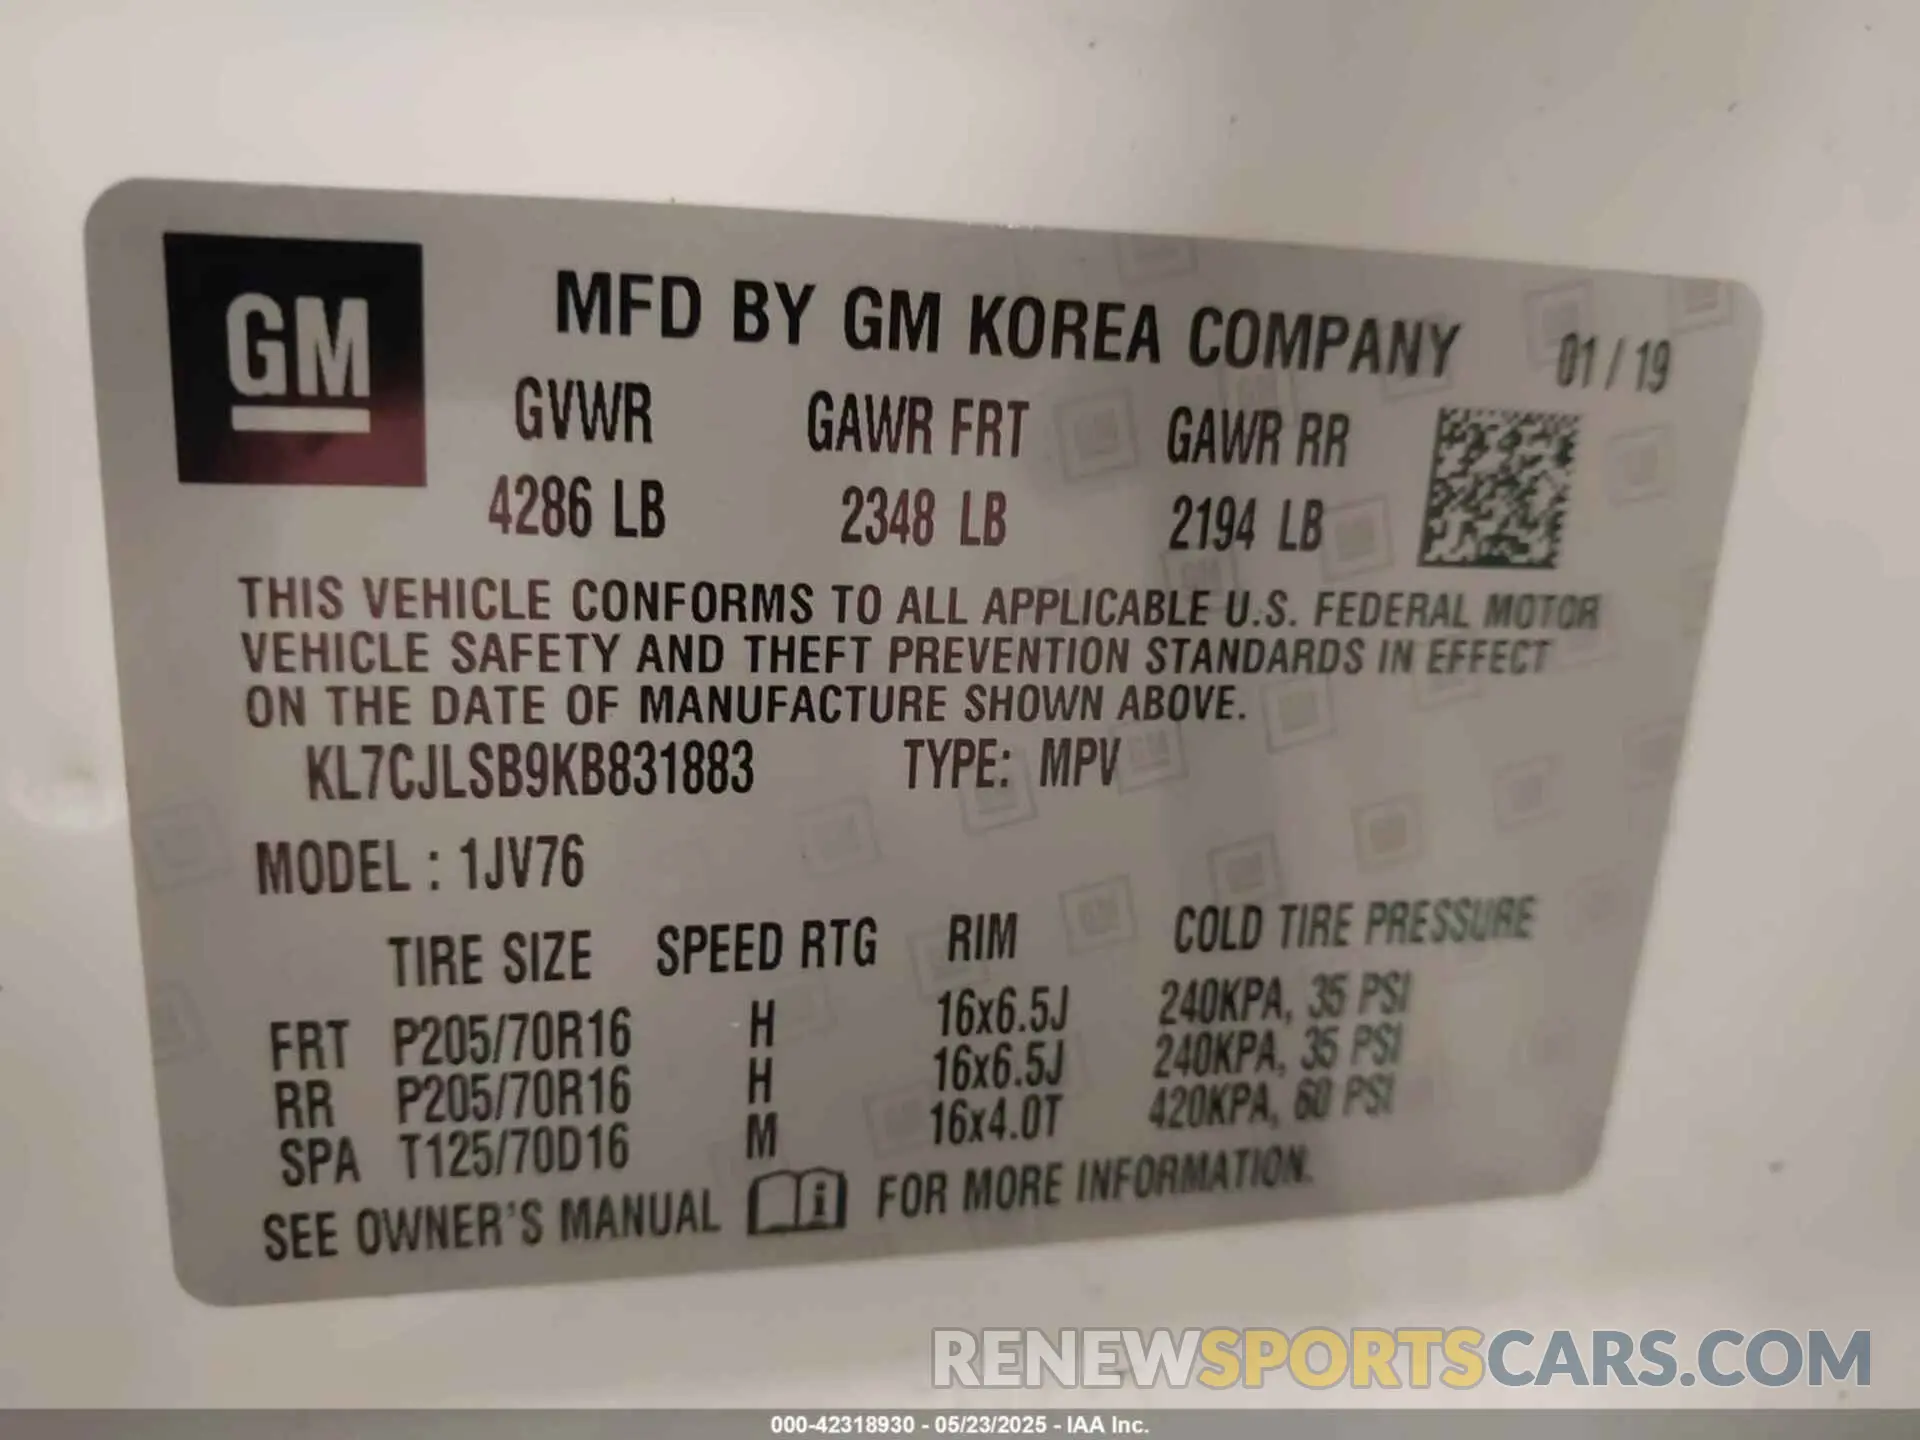 GM
MFD BY GM KOREA COMPANY 01 / 19
GVWR GAWR FRT GAWR RR
4286 LB 2348 LB 2194 LB
THIS VEHICLE CONFORMS TO ALL APPLICABLE U.S. FEDERAL MOTOR
VEHICLE SAFETY AND THEFT PREVENTION STANDARDS IN EFFECT
ON THE DATE OF MANUFACTURE SHOWN ABOVE.
KL7CJLSB9KB831883 TYPE: MPV
MODEL : 1JV76
TIRE SIZE SPEED RTG RIM COLD TIRE PRESSURE
FRT P205/70R16 H 16x6.5J 240KPA, 35 PSI
RR P205/70R16 H 16x6.5J 240KPA, 35 PSI
SPA T125/70D16 M 16x4.0T 420KPA, 60 PSI
SEE OWNER'S MANUAL i FOR MORE INFORMATION.
RENEWSPORTSCARS.COM
000-42318930 - 05/23/2025 - IAA Inc.